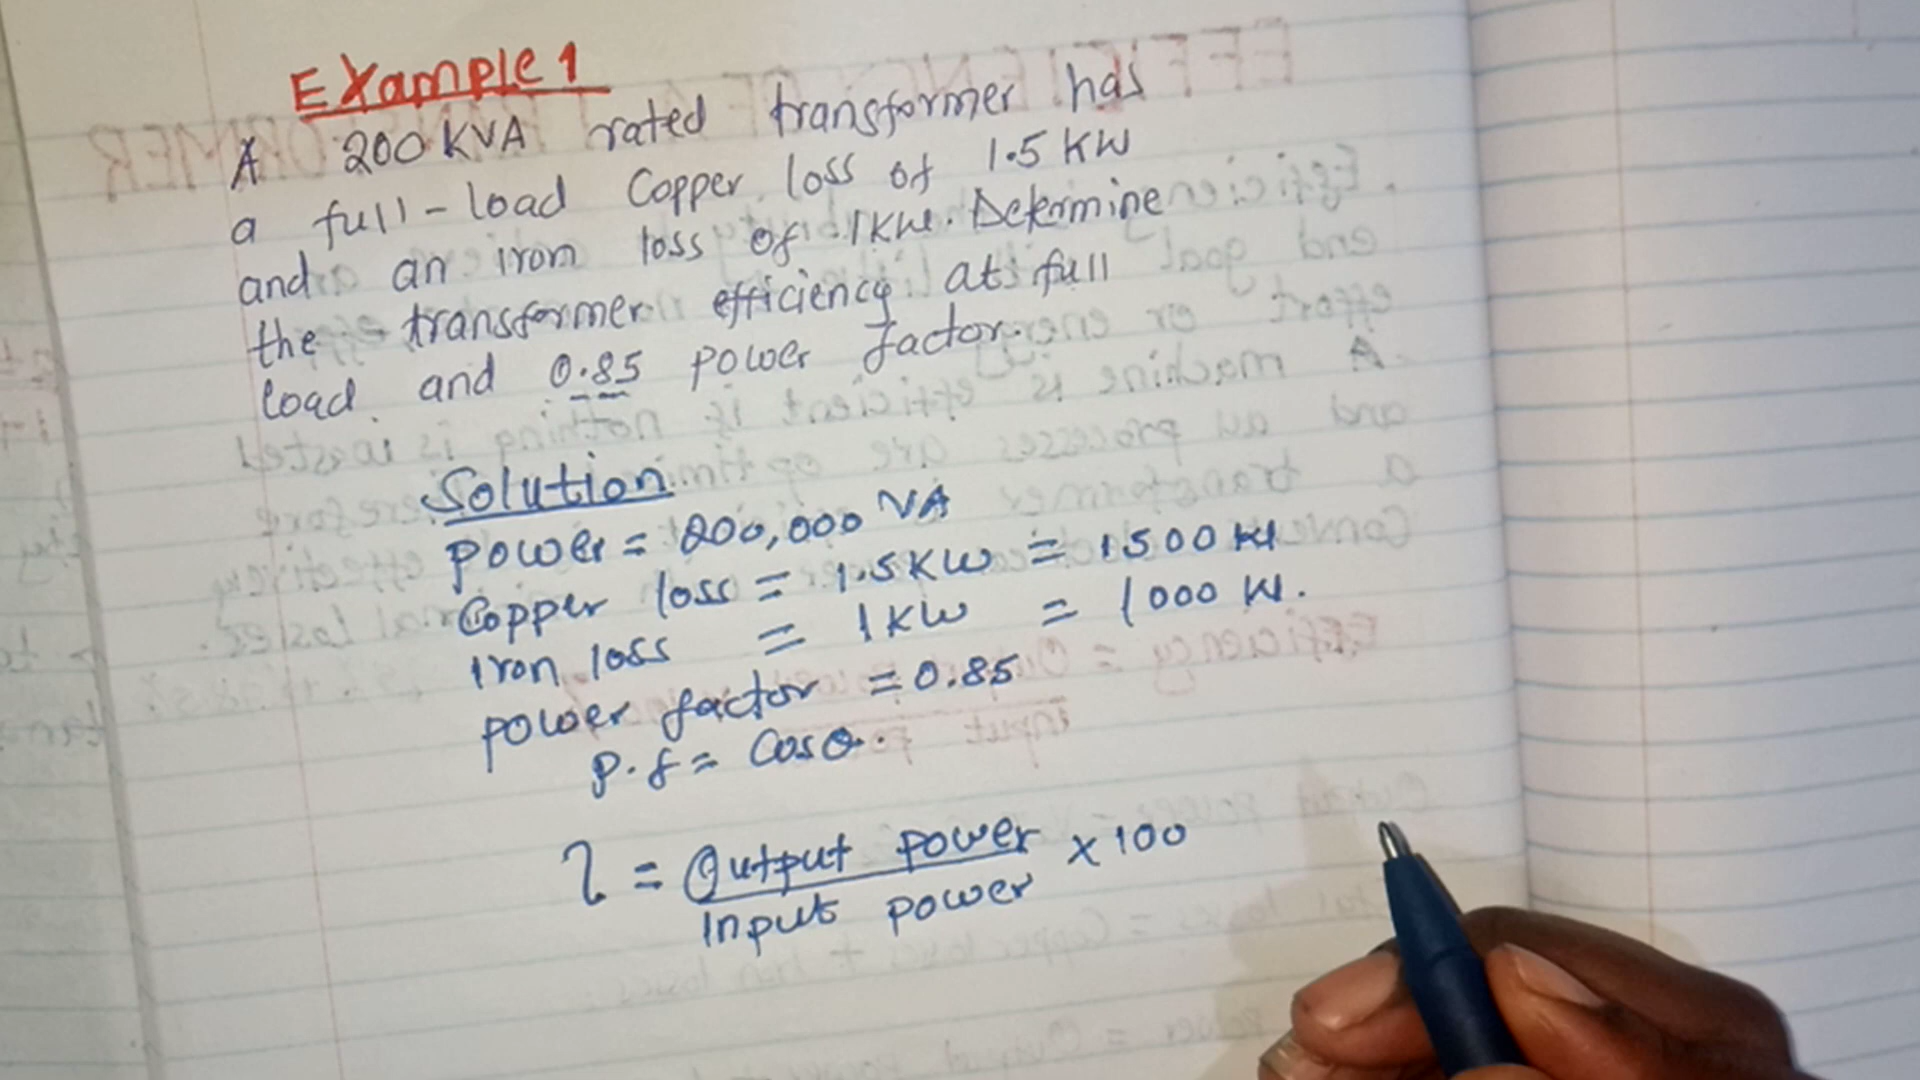 Example 1
A 200 KVA rated transformer has
a full-load Copper loss of 1.5 KW
and an iron loss of 1KW. Determine
the transformer efficiency at full
load and 0.85 power factor.
Solution
power = 200,000 VA
Copper loss = 1.5KW = 1500 W
Iron loss = 1KW = 1000 W.
power factor = 0.85
p.f = Cosθ.
η = Output power × 100
Input power